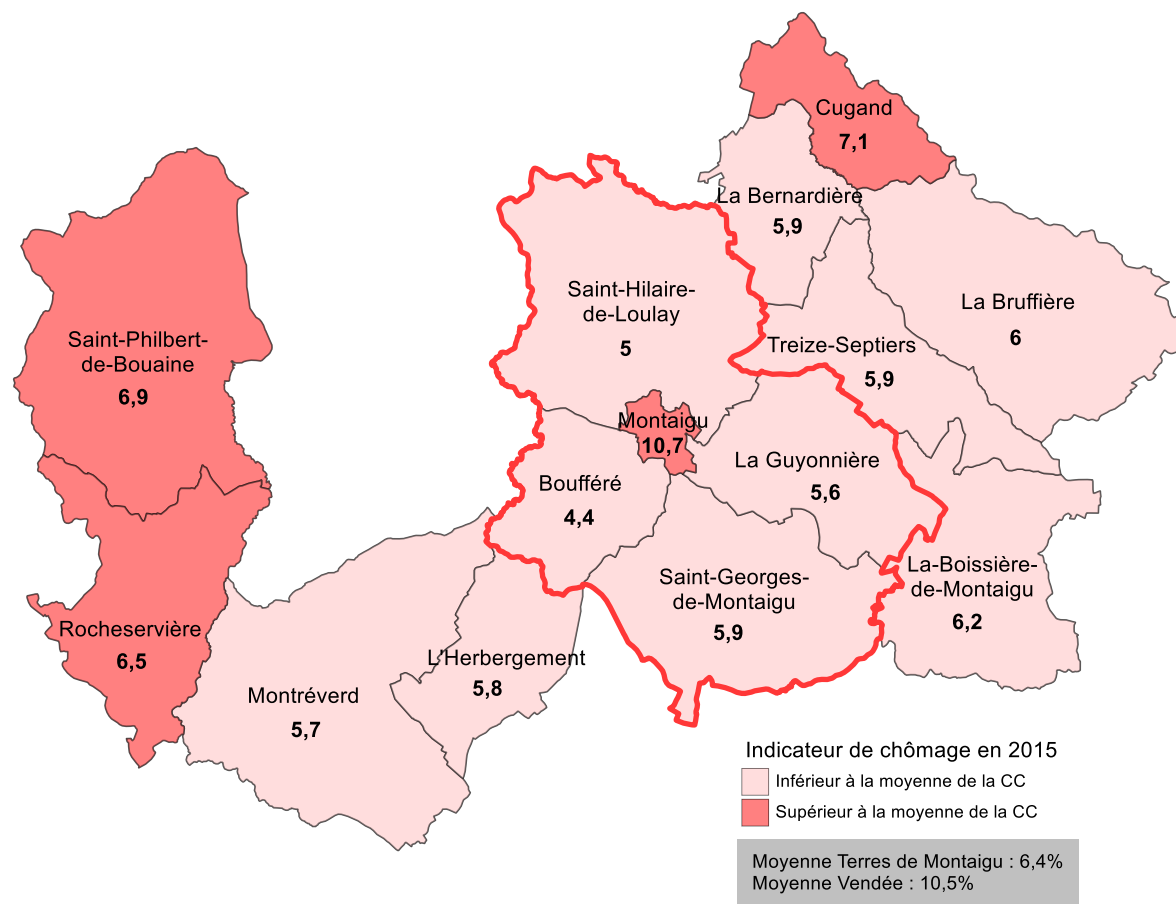 Cugand
7,1
La Bernardière
5,9
Saint-Hilaire-
de-Loulay
5
La Bruffière
6
Saint-Philbert-
de-Bouaine
6,9
Treize-Septiers
5,9
Montaigu
10,7
La Guyonnière
5,6
Boufféré
4,4
Saint-Georges-
de-Montaigu
5,9
La-Boissière-
de-Montaigu
6,2
Rocheservière
6,5
L'Herbergement
5,8
Montréverd
5,7
Indicateur de chômage en 2015
Inférieur à la moyenne de la CC
Supérieur à la moyenne de la CC
Moyenne Terres de Montaigu : 6,4%
Moyenne Vendée : 10,5%